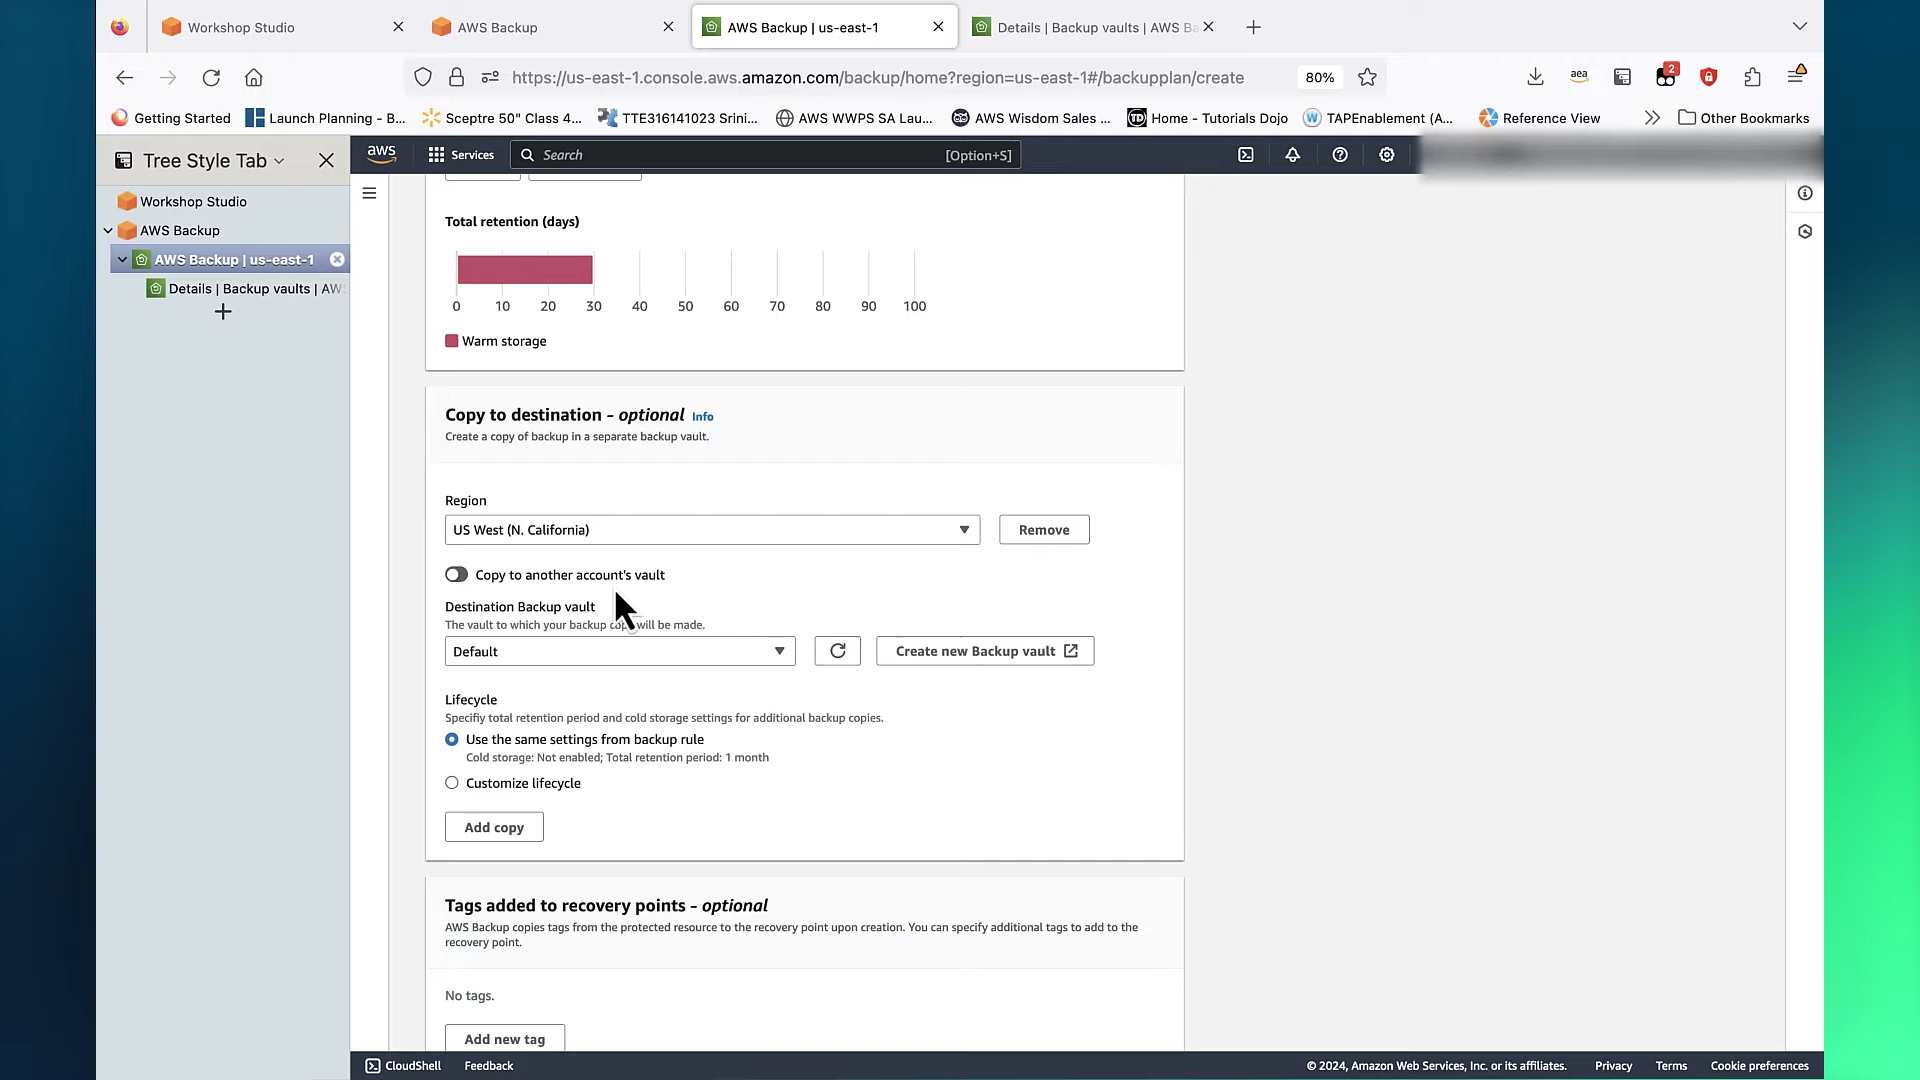 Workshop Studio
AWS Backup
AWS Backup | us-east-1
Details | Backup vaults | AWS Ba
https://us-east-1.console.aws.amazon.com/backup/home?region=us-east-1#/backupplan/create
80%
aea
2
Getting Started
Launch Planning - B...
Sceptre 50" Class 4...
TTE316141023 Srini...
AWS WWPS SA Lau...
AWS Wisdom Sales ...
TD
Home - Tutorials Dojo
W
TAPEnablement (A...
Reference View
Other Bookmarks
Tree Style Tab
aws
Services
Search
[Option+S]
Workshop Studio
AWS Backup
AWS Backup | us-east-1
Details | Backup vaults | AWS
Total retention (days)
0 10 20 30 40 50 60 70 80 90 100
Warm storage
Copy to destination - optional Info
Create a copy of backup in a separate backup vault.
Region
US West (N. California)
Remove
Copy to another account's vault
Destination Backup vault
The vault to which your backup copy will be made.
Default
Create new Backup vault
Lifecycle
Specifiy total retention period and cold storage settings for additional backup copies.
Use the same settings from backup rule
Cold storage: Not enabled; Total retention period: 1 month
Customize lifecycle
Add copy
Tags added to recovery points - optional
AWS Backup copies tags from the protected resource to the recovery point upon creation. You can specify additional tags to add to the
recovery point.
No tags.
Add new tag
CloudShell
Feedback
© 2024, Amazon Web Services, Inc. or its affiliates.
Privacy
Terms
Cookie preferences